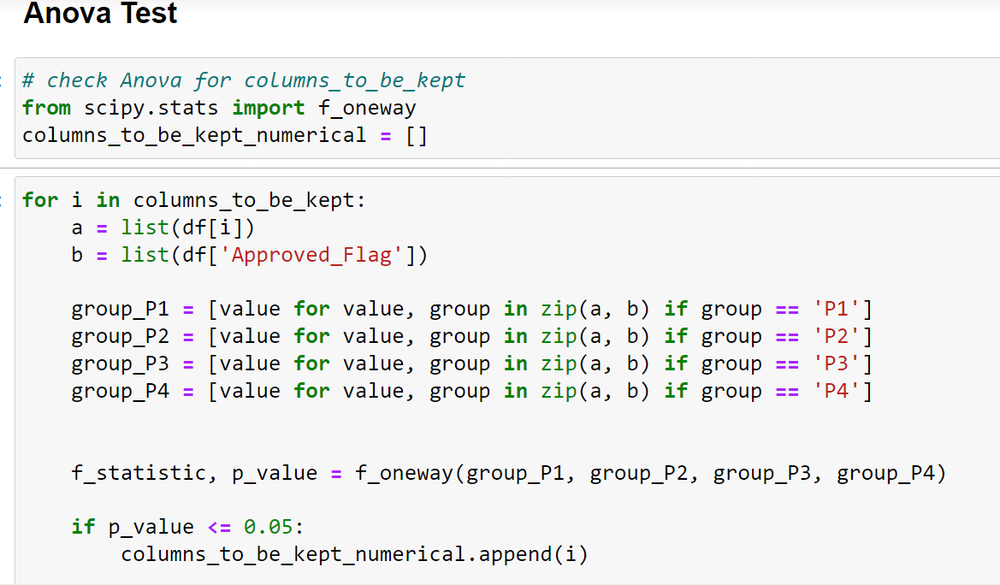 Anova Test
# check Anova for columns_to_be_kept
from scipy.stats import f_oneway
columns_to_be_kept_numerical = []
for i in columns_to_be_kept:
    a = list(df[i])
    b = list(df['Approved_Flag'])
    group_P1 = [value for value, group in zip(a, b) if group == 'P1']
    group_P2 = [value for value, group in zip(a, b) if group == 'P2']
    group_P3 = [value for value, group in zip(a, b) if group == 'P3']
    group_P4 = [value for value, group in zip(a, b) if group == 'P4']
    f_statistic, p_value = f_oneway(group_P1, group_P2, group_P3, group_P4)
    if p_value <= 0.05:
        columns_to_be_kept_numerical.append(i)